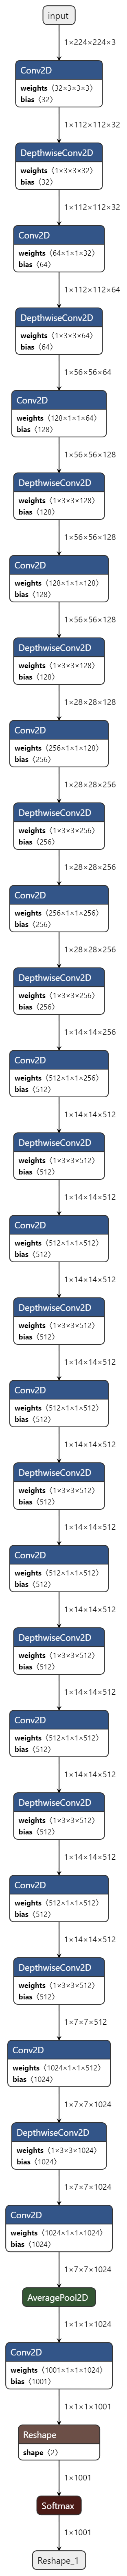 input
1×224×224×3
Conv2D
weights ⟨32×3×3×3⟩
bias ⟨32⟩
1×112×112×32
DepthwiseConv2D
weights ⟨1×3×3×32⟩
bias ⟨32⟩
1×112×112×32
Conv2D
weights ⟨64×1×1×32⟩
bias ⟨64⟩
1×112×112×64
DepthwiseConv2D
weights ⟨1×3×3×64⟩
bias ⟨64⟩
1×56×56×64
Conv2D
weights ⟨128×1×1×64⟩
bias ⟨128⟩
1×56×56×128
DepthwiseConv2D
weights ⟨1×3×3×128⟩
bias ⟨128⟩
1×56×56×128
Conv2D
weights ⟨128×1×1×128⟩
bias ⟨128⟩
1×56×56×128
DepthwiseConv2D
weights ⟨1×3×3×128⟩
bias ⟨128⟩
1×28×28×128
Conv2D
weights ⟨256×1×1×128⟩
bias ⟨256⟩
1×28×28×256
DepthwiseConv2D
weights ⟨1×3×3×256⟩
bias ⟨256⟩
1×28×28×256
Conv2D
weights ⟨256×1×1×256⟩
bias ⟨256⟩
1×28×28×256
DepthwiseConv2D
weights ⟨1×3×3×256⟩
bias ⟨256⟩
1×14×14×256
Conv2D
weights ⟨512×1×1×256⟩
bias ⟨512⟩
1×14×14×512
DepthwiseConv2D
weights ⟨1×3×3×512⟩
bias ⟨512⟩
1×14×14×512
Conv2D
weights ⟨512×1×1×512⟩
bias ⟨512⟩
1×14×14×512
DepthwiseConv2D
weights ⟨1×3×3×512⟩
bias ⟨512⟩
1×14×14×512
Conv2D
weights ⟨512×1×1×512⟩
bias ⟨512⟩
1×14×14×512
DepthwiseConv2D
weights ⟨1×3×3×512⟩
bias ⟨512⟩
1×14×14×512
Conv2D
weights ⟨512×1×1×512⟩
bias ⟨512⟩
1×14×14×512
DepthwiseConv2D
weights ⟨1×3×3×512⟩
bias ⟨512⟩
1×14×14×512
Conv2D
weights ⟨512×1×1×512⟩
bias ⟨512⟩
1×14×14×512
DepthwiseConv2D
weights ⟨1×3×3×512⟩
bias ⟨512⟩
1×14×14×512
Conv2D
weights ⟨512×1×1×512⟩
bias ⟨512⟩
1×14×14×512
DepthwiseConv2D
weights ⟨1×3×3×512⟩
bias ⟨512⟩
1×7×7×512
Conv2D
weights ⟨1024×1×1×512⟩
bias ⟨1024⟩
1×7×7×1024
DepthwiseConv2D
weights ⟨1×3×3×1024⟩
bias ⟨1024⟩
1×7×7×1024
Conv2D
weights ⟨1024×1×1×1024⟩
bias ⟨1024⟩
1×7×7×1024
AveragePool2D
1×1×1×1024
Conv2D
weights ⟨1001×1×1×1024⟩
bias ⟨1001⟩
1×1×1×1001
Reshape
shape ⟨2⟩
1×1001
Softmax
1×1001
Reshape_1